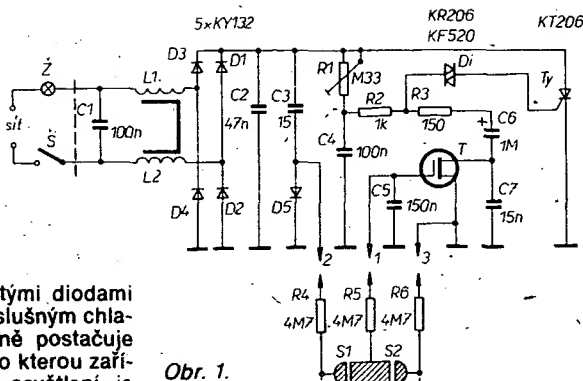 5×KY132
KR206
KF520
KT206
D3
D1
Ž
L1
R1
M33
Di
Ty
síť
C1
100n
C2
47n
C3
15
R2
1k
R3
150
C6
+
1M
Š
C4
100n
T
L2
C5
150n
C7
15n
D4
D2
D5
2
1
3
R4
4M7
R5
4M7
R6
4M7
S1
S2
tými diodami
slušným chla-
ně postačuje
o kterou zaří-
Obr. 1.